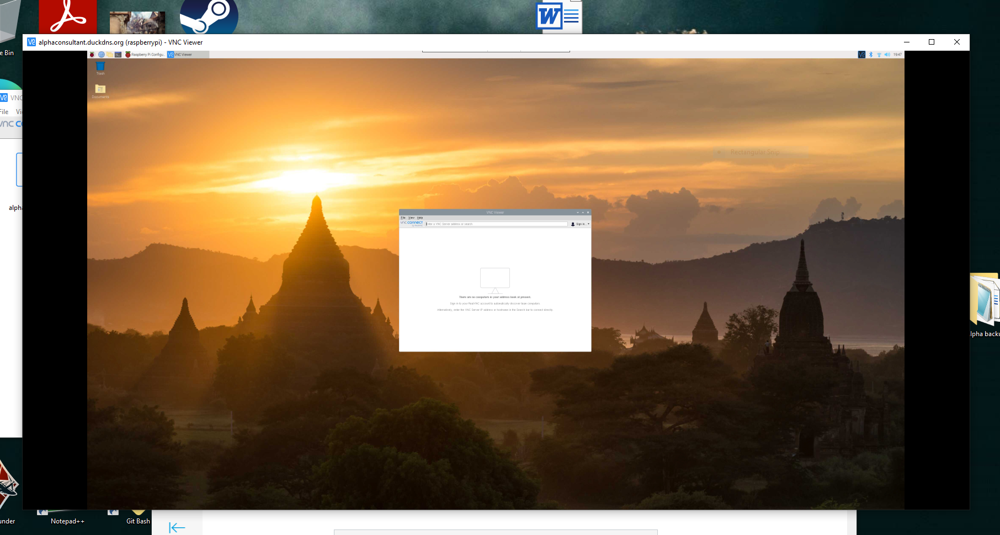 e Bin
alphaconsultant.duckdns.org (raspberrypi) - VNC Viewer
Raspberry Pi Configu..
VNC Viewer
19:47
Trash
Documents
VNC
File Vi
vnc co
alpha
Rectangular Snip
VNC Viewer
File View Help
vnc connect
Enter a VNC Server address or search
Sign in...
There are no computers in your address book at present.
Sign in to your RealVNC account to automatically discover team computers.
Alternatively, enter the VNC Server IP address or hostname in the Search bar to connect directly.
lpha backu
under
Notepad++
Git Bash